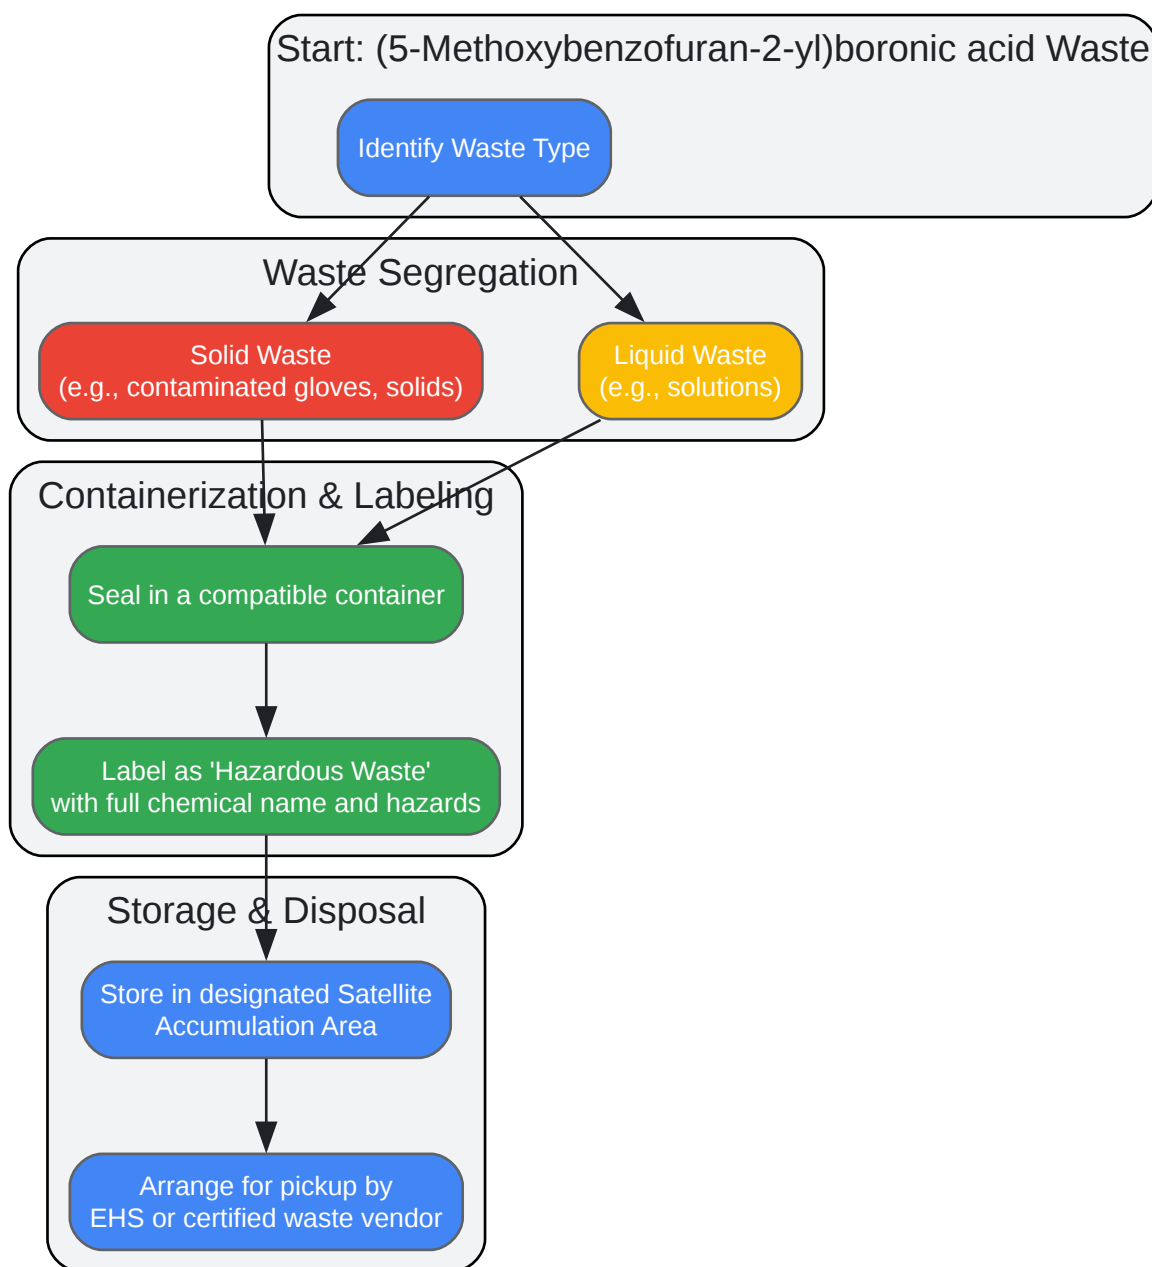 Start: (5-Methoxybenzofuran-2-yl)boronic acid Waste
Identify Waste Type
Waste Segregation
Solid Waste
(e.g., contaminated gloves, solids)
Liquid Waste
(e.g., solutions)
Containerization & Labeling
Seal in a compatible container
Label as 'Hazardous Waste'
with full chemical name and hazards
Storage & Disposal
Store in designated Satellite
Accumulation Area
Arrange for pickup by
EHS or certified waste vendor